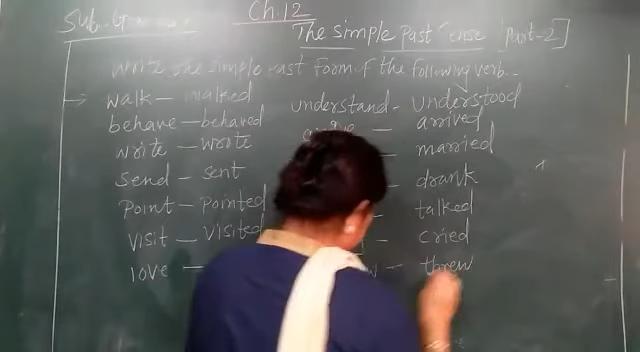 Ch.12
The simple past tense [Part-2]
write the simple past form of the following verb.
walk - walked
behave - behaved
write - wrote
send - sent
Point - Pointed
visit - visited
love -
understand - understood
- arrived
- married
- drank
- talked
- cried
- threw